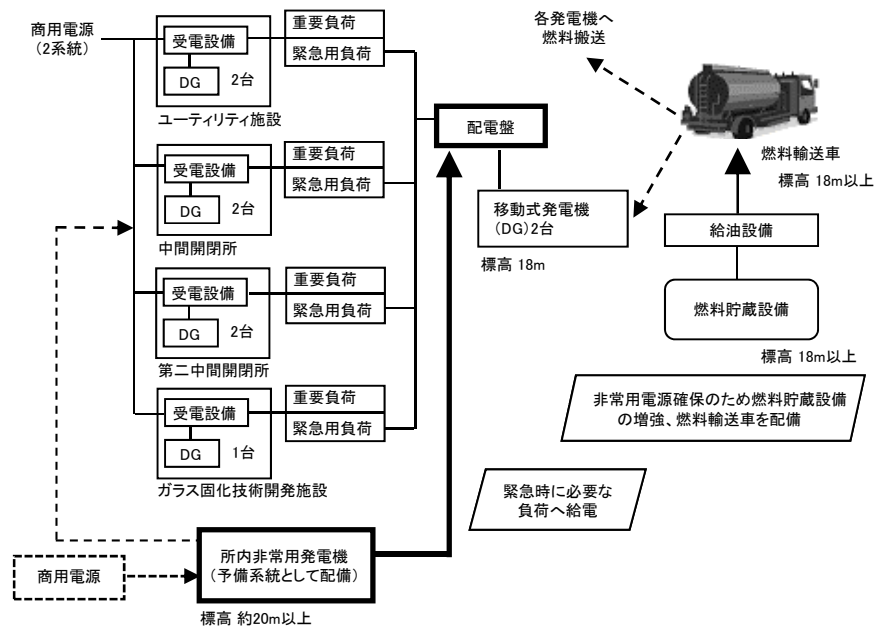 商用電源
(2系統)
受電設備
DG
2台
重要負荷
緊急用負荷
ユーティリティ施設
受電設備
DG
2台
重要負荷
緊急用負荷
中間開閉所
受電設備
DG
2台
重要負荷
緊急用負荷
第二中間開閉所
受電設備
DG
1台
重要負荷
緊急用負荷
ガラス固化技術開発施設
配電盤
移動式発電機
(DG)2台
標高 18m
各発電機へ
燃料搬送
燃料輸送車
標高 18m以上
給油設備
燃料貯蔵設備
標高 18m以上
非常用電源確保のため燃料貯蔵設備
の増強、燃料輸送車を配備
緊急時に必要な
負荷へ給電
商用電源
所内非常用発電機
(予備系統として配備)
標高 約20m以上